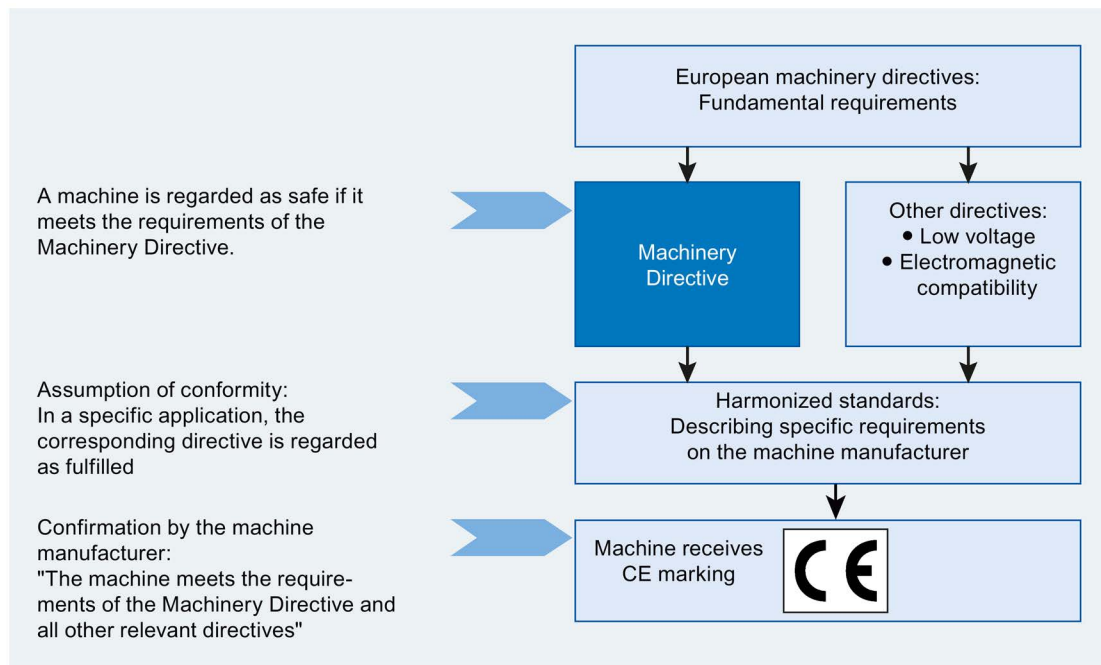 European machinery directives:
Fundamental requirements
A machine is regarded as safe if it
meets the requirements of the
Machinery Directive.
Machinery
Directive
Other directives:
• Low voltage
• Electromagnetic
compatibility
Assumption of conformity:
In a specific application, the
corresponding directive is regarded
as fulfilled
Harmonized standards:
Describing specific requirements
on the machine manufacturer
Confirmation by the machine
manufacturer:
"The machine meets the require-
ments of the Machinery Directive and
all other relevant directives"
Machine receives
CE marking
CE